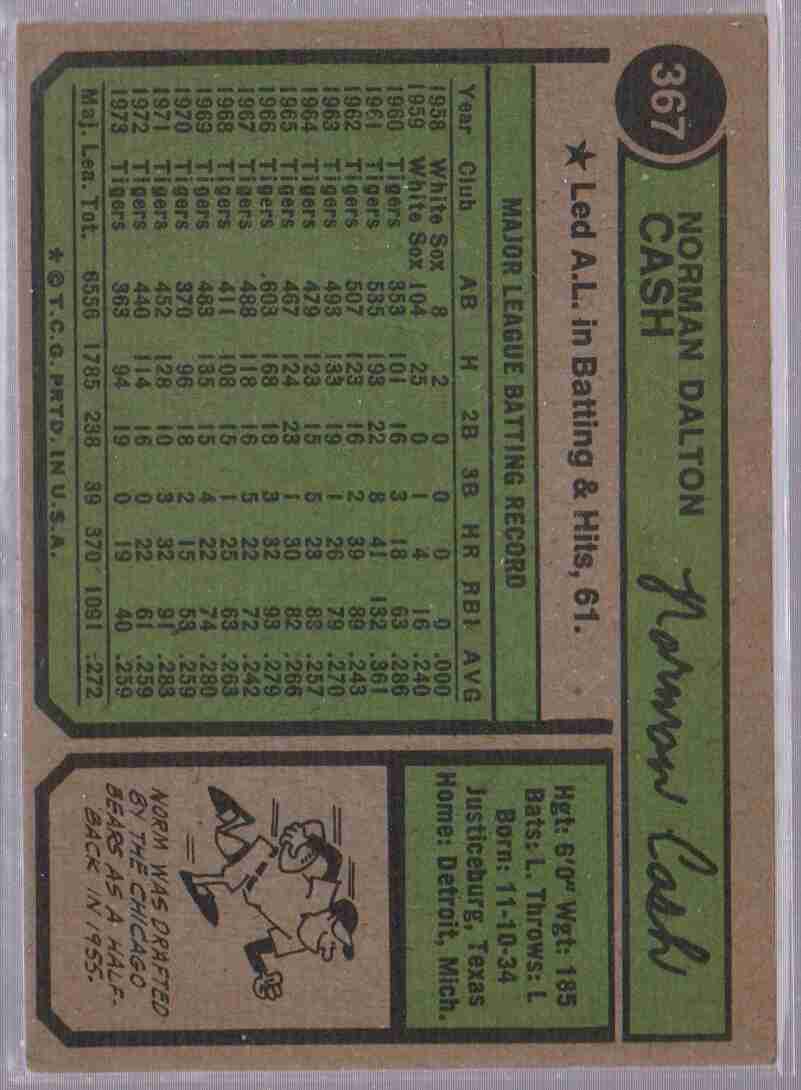 367
NORMAN DALTON
CASH
Norman Cash
★ Led A.L. in Batting & Hits, 61.
MAJOR LEAGUE BATTING RECORD
Year Club AB H 2B 3B HR RBI AVG
1958 White Sox 8 2 0 0 0 0 .000
1959 White Sox 104 25 0 1 4 16 .240
1960 Tigers 353 101 16 3 18 63 .286
1961 Tigers 535 193 22 8 41 132 .361
1962 Tigers 507 123 16 2 39 89 .243
1963 Tigers 493 133 19 1 26 79 .270
1964 Tigers 479 123 15 5 23 83 .257
1965 Tigers 467 124 23 1 30 82 .266
1966 Tigers .603 168 18 3 32 93 .279
1967 Tigers 488 118 16 5 22 72 .242
1968 Tigers 411 108 15 1 25 63 .263
1969 Tigers 483 135 15 4 22 74 .280
1970 Tigers 370 96 18 2 15 53 .259
1971 Tigers 452 128 10 3 32 91 .283
1972 Tigers 440 114 16 0 22 61 .259
1973 Tigers 363 94 19 0 19 40 .259
Maj. Lea. Tot. 6556 1785 238 39 370 1091 .272
* © T.C.G. PRTD. IN U.S.A.
Hgt: 6'0" Wgt: 185
Bats: L Throws: L
Born: 11-10-34
Justiceburg, Texas
Home: Detroit, Mich.
NORM WAS DRAFTED
BY THE CHICAGO
BEARS AS A HALF-
BACK IN 1955.